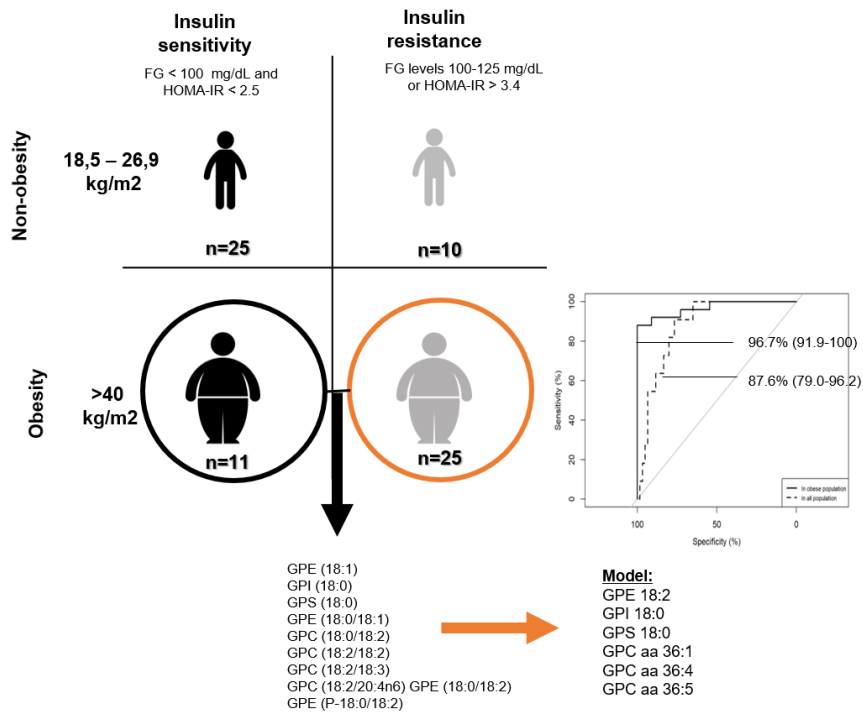 Insulin
sensitivity
FG < 100 mg/dL and
HOMA-IR < 2.5
Insulin
resistance
FG levels 100-125 mg/dL
or HOMA-IR > 3.4
Non-obesity
18,5 – 26,9
kg/m2
n=25
n=10
Obesity
>40
kg/m2
n=11
n=25
Sensitivity (%)
100
80
60
40
20
0
96.7% (91.9-100)
87.6% (79.0-96.2)
In obese population
In all population
100
50
0
Specificity (%)
GPE (18:1)
GPI (18:0)
GPS (18:0)
GPE (18:0/18:1)
GPC (18:0/18:2)
GPC (18:2/18:2)
GPC (18:2/18:3)
GPC (18:2/20:4n6) GPE (18:0/18:2)
GPE (P-18:0/18:2)
Model:
GPE 18:2
GPI 18:0
GPS 18:0
GPC aa 36:1
GPC aa 36:4
GPC aa 36:5